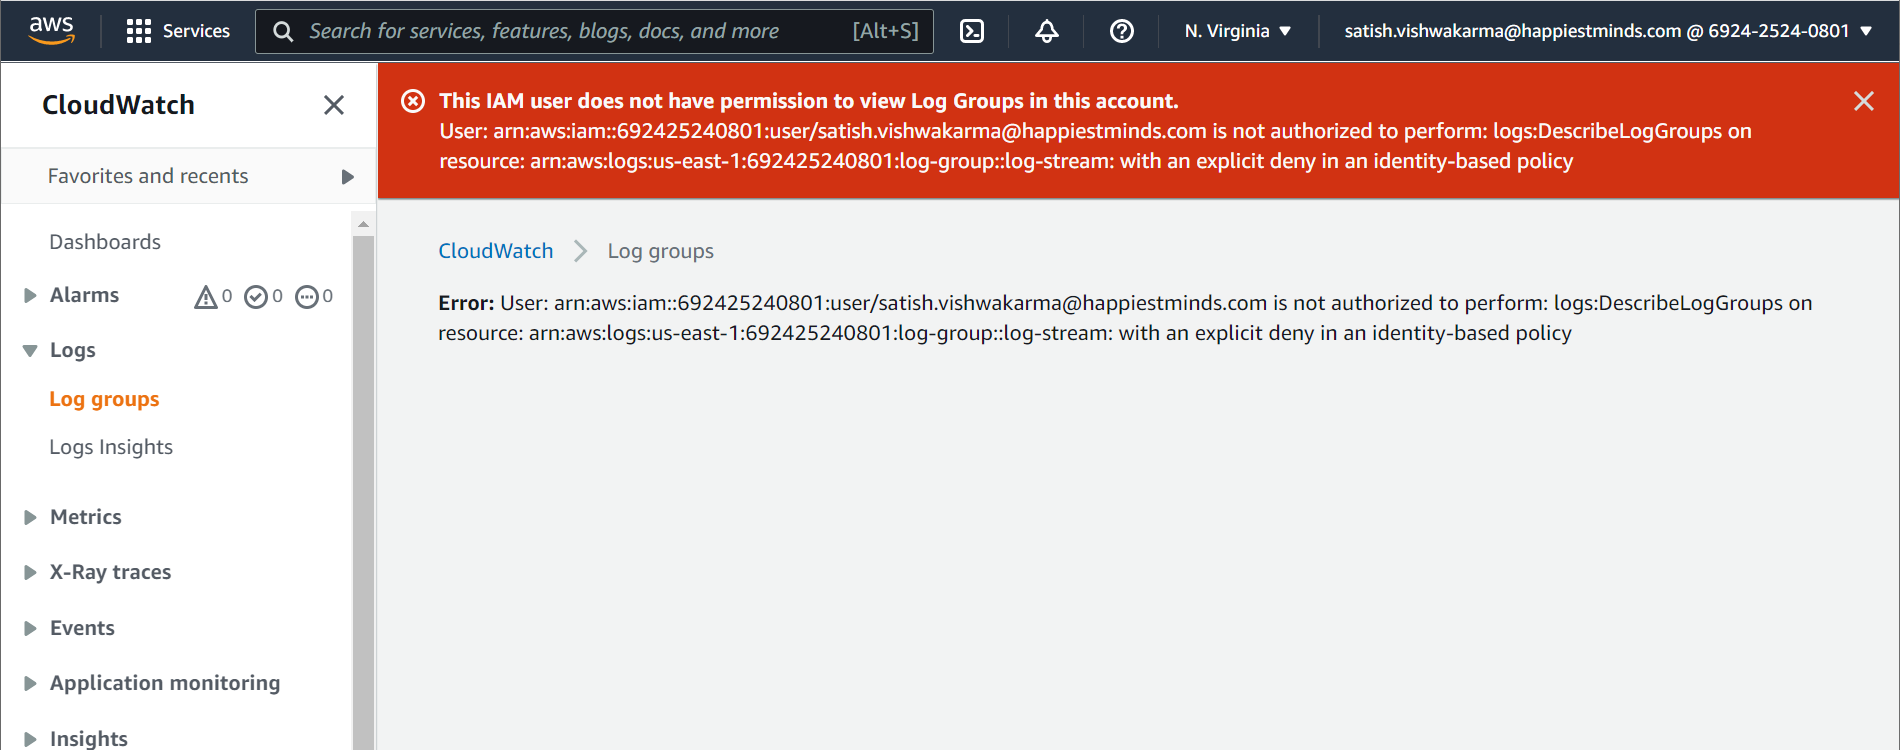 aws
Services
Search for services, features, blogs, docs, and more [Alt+S]
N. Virginia
satish.vishwakarma@happiestminds.com @ 6924-2524-0801
CloudWatch
Favorites and recents
Dashboards
Alarms 0 0 0
Logs
Log groups
Logs Insights
Metrics
X-Ray traces
Events
Application monitoring
Insights
This IAM user does not have permission to view Log Groups in this account.
User: arn:aws:iam::692425240801:user/satish.vishwakarma@happiestminds.com is not authorized to perform: logs:DescribeLogGroups on
resource: arn:aws:logs:us-east-1:692425240801:log-group::log-stream: with an explicit deny in an identity-based policy
CloudWatch Log groups
Error: User: arn:aws:iam::692425240801:user/satish.vishwakarma@happiestminds.com is not authorized to perform: logs:DescribeLogGroups on
resource: arn:aws:logs:us-east-1:692425240801:log-group::log-stream: with an explicit deny in an identity-based policy